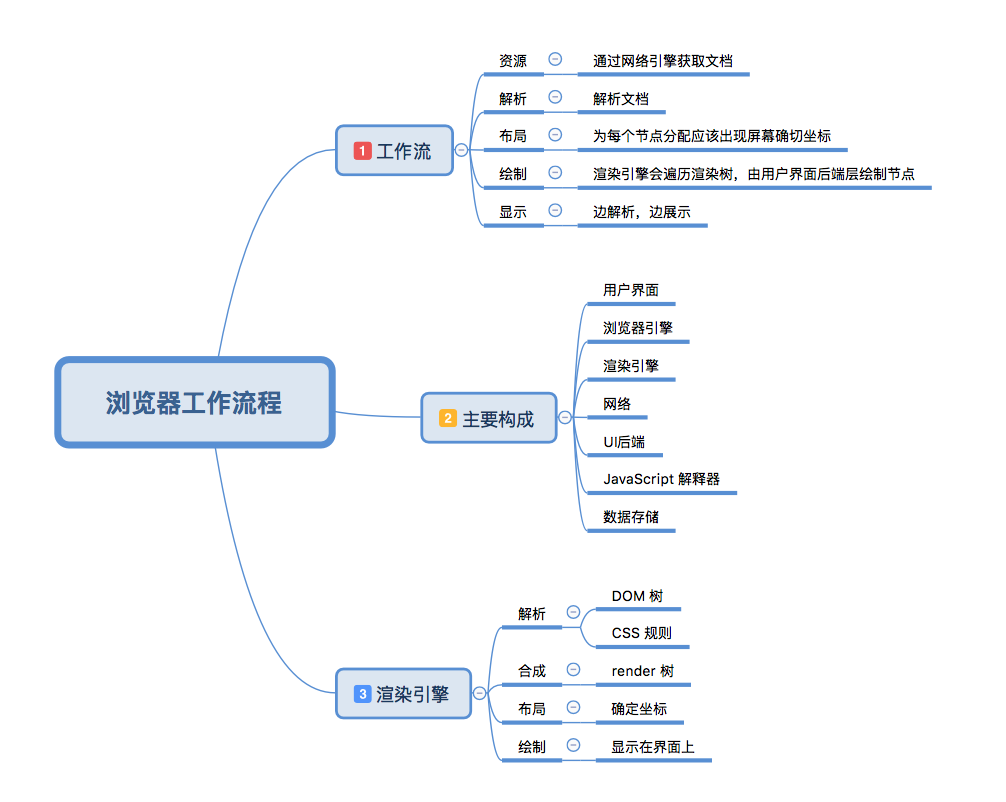 浏览器工作流程
1 工作流
资源
通过网络引擎获取文档
解析
解析文档
布局
为每个节点分配应该出现屏幕确切坐标
绘制
渲染引擎会遍历渲染树，由用户界面后端层绘制节点
显示
边解析，边展示
2 主要构成
用户界面
浏览器引擎
渲染引擎
网络
UI后端
JavaScript 解释器
数据存储
3 渲染引擎
解析
DOM 树
CSS 规则
合成
render 树
布局
确定坐标
绘制
显示在界面上